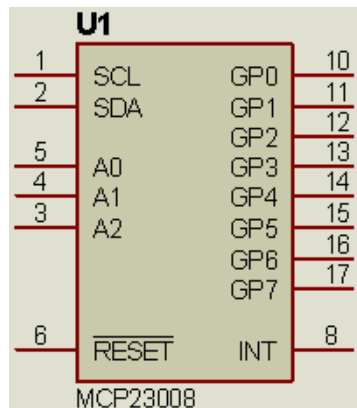 U1
1 SCL GP0 10
2 SDA GP1 11
GP2 12
5 A0 GP3 13
4 A1 GP4 14
3 A2 GP5 15
GP6 16
GP7 17
6 RESET INT 8
MCP23008